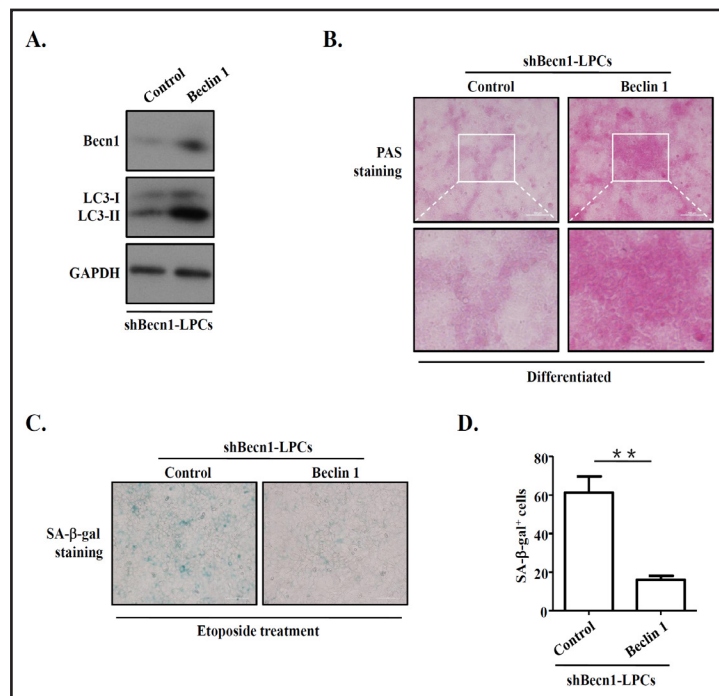 A.
Control
Beclin 1
Becn1
LC3-I
LC3-II
GAPDH
shBecn1-LPCs
B.
shBecn1-LPCs
Control
Beclin 1
PAS
staining
Differentiated
C.
shBecn1-LPCs
Control
Beclin 1
SA-β-gal
staining
Etoposide treatment
D.
**
SA-β-gal⁺ cells
80
60
40
20
0
Control
Beclin 1
shBecn1-LPCs